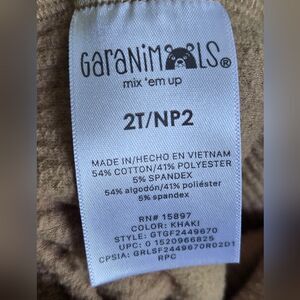 GaRaNiMALS®
mix 'em up
2T/NP2
MADE IN/HECHO EN VIETNAM
54% COTTON/41% POLYESTER
5% SPANDEX
54% algodón/41% poliéster
5% spandex
RN# 15897
COLOR: KHAKI
STYLE: GTGF2449670
UPC: 0 1520966825
CPSIA: GRLSF2449670R02D1
RPC